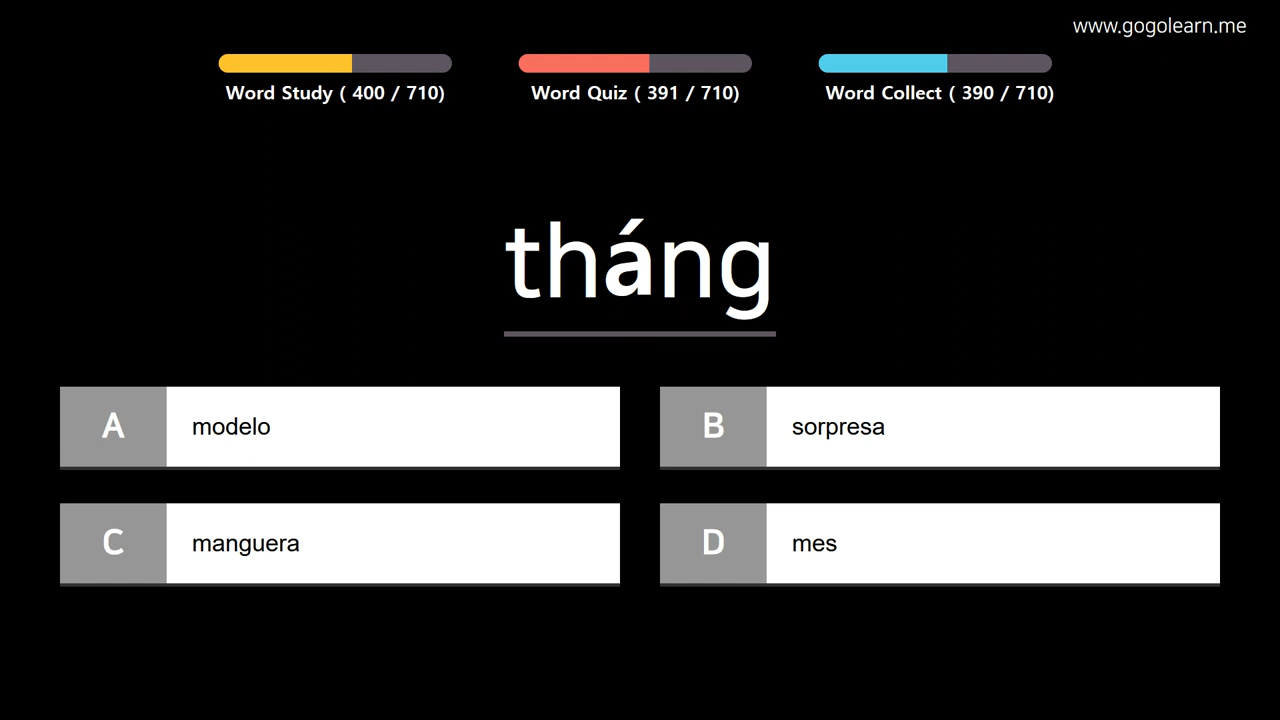 www.gogolearn.me
Word Study ( 400 / 710)
Word Quiz ( 391 / 710)
Word Collect ( 390 / 710)
tháng
A modelo
B sorpresa
C manguera
D mes